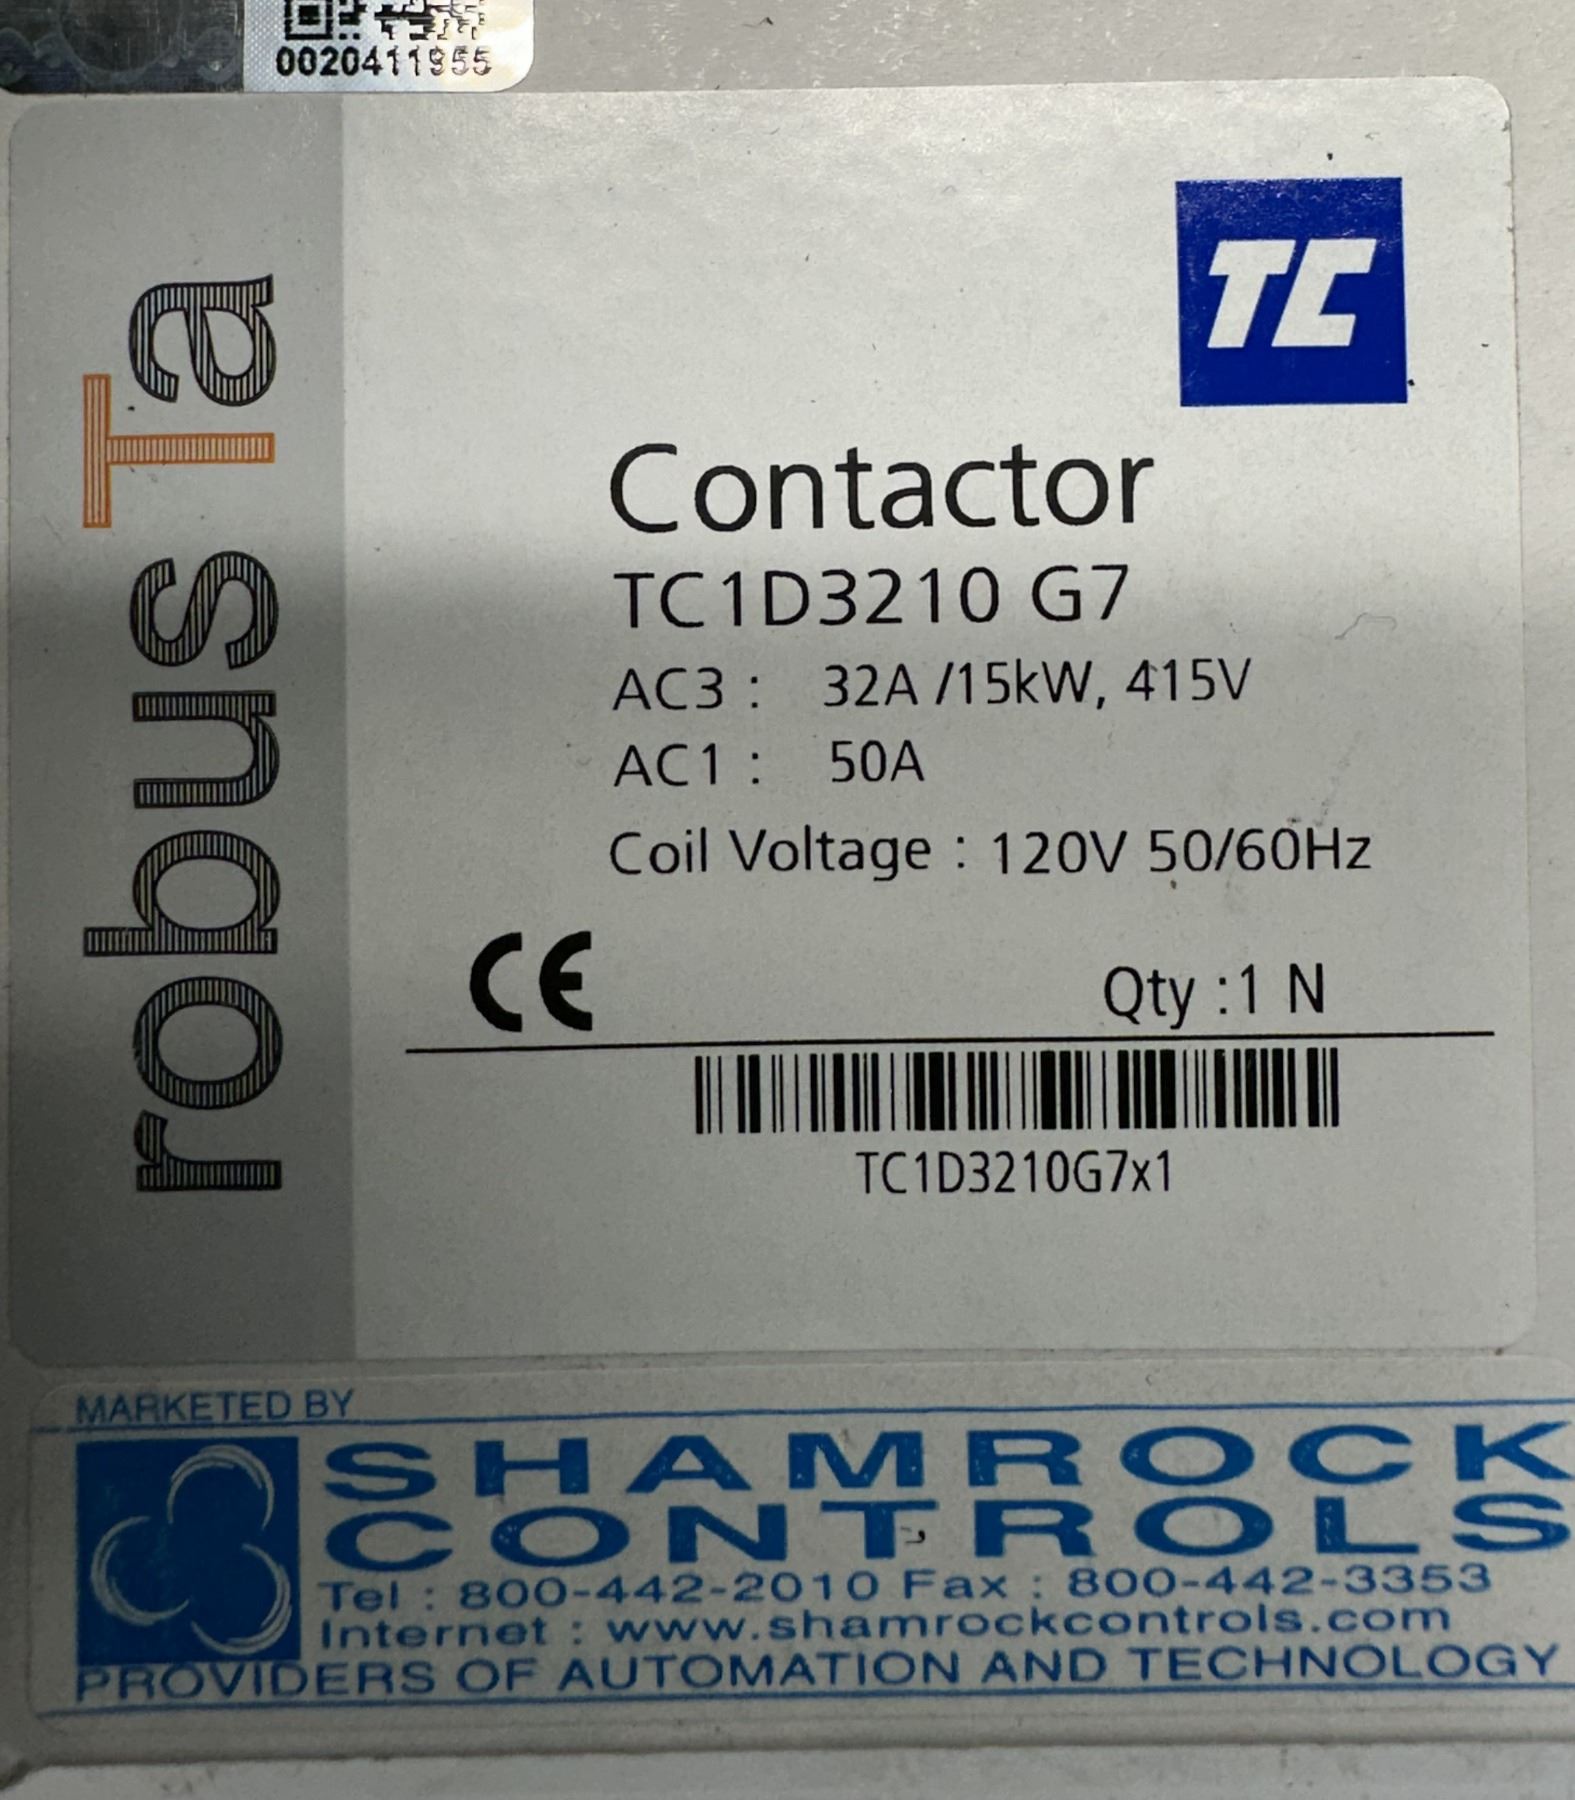 0020411955
robusTa
TC
Contactor
TC1D3210 G7
AC3 : 32A /15kW, 415V
AC1 : 50A
Coil Voltage : 120V 50/60Hz
CE
Qty :1 N
TC1D3210G7x1
MARKETED BY
SHAMROCK
CONTROLS
Tel : 800-442-2010 Fax : 800-442-3353
Internet : www.shamrockcontrols.com
PROVIDERS OF AUTOMATION AND TECHNOLOGY